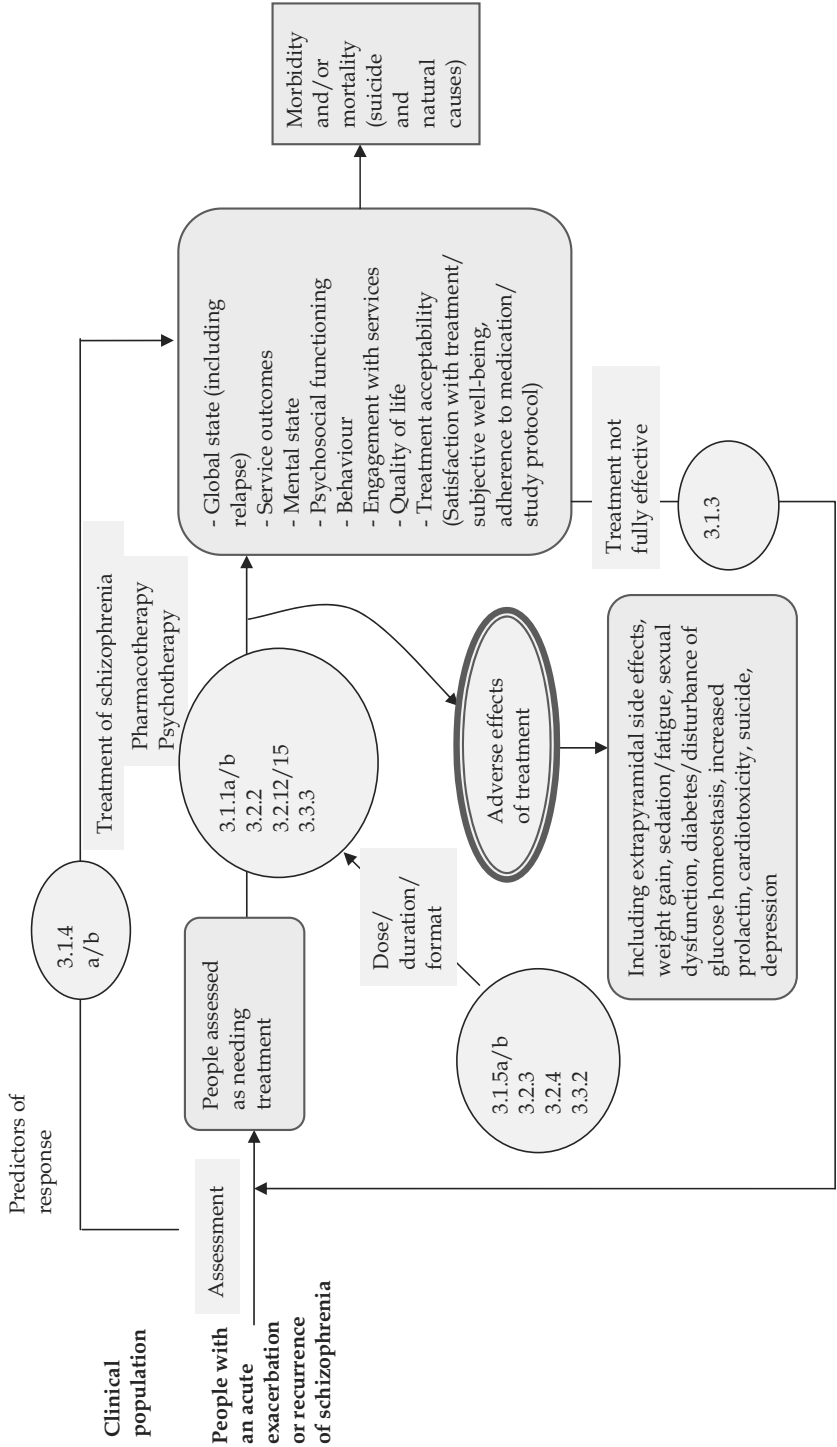 Clinical
population
People with
an acute
exacerbation
or recurrence
of schizophrenia
Predictors of
response
Assessment
3.1.4
a/b
People assessed
as needing
treatment
Treatment of schizophrenia
Pharmacotherapy
Psychotherapy
3.1.1a/b
3.2.2
3.2.12/15
3.3.3
3.1.5a/b
3.2.3
3.2.4
3.3.2
Dose/
duration/
format
Adverse effects
of treatment
Including extrapyramidal side effects,
weight gain, sedation/fatigue, sexual
dysfunction, diabetes/disturbance of
glucose homeostasis, increased
prolactin, cardiotoxicity, suicide,
depression
- Global state (including
relapse)
- Service outcomes
- Mental state
- Psychosocial functioning
- Behaviour
- Engagement with services
- Quality of life
- Treatment acceptability
(Satisfaction with treatment/
subjective well-being,
adherence to medication/
study protocol)
Treatment not
fully effective
3.1.3
Morbidity
and/or
mortality
(suicide
and
natural
causes)